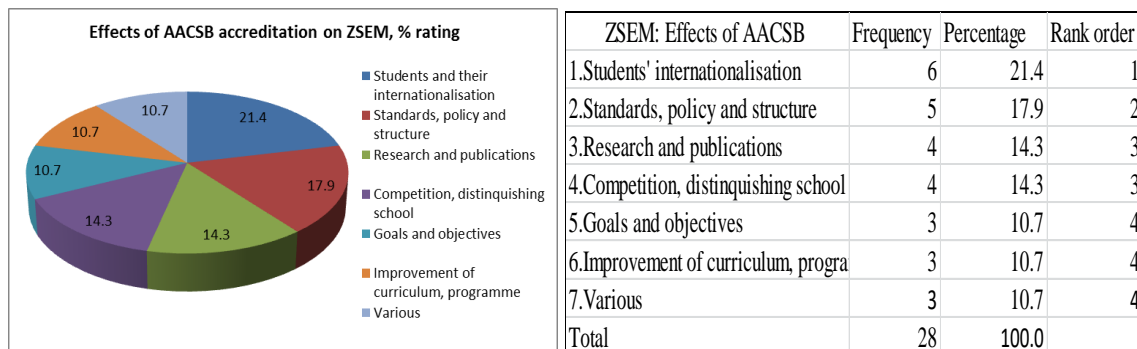 Effects of AACSB accreditation on ZSEM, % rating
10.7
21.4
10.7
10.7
17.9
14.3
14.3
Students and their
internationalisation
Standards, policy and
structure
Research and publications
Competition, distinquishing
school
Goals and objectives
Improvement of
curriculum, programme
Various
ZSEM: Effects of AACSB Frequency Percentage Rank order
1.Students' internationalisation 6 21.4 1
2.Standards, policy and structure 5 17.9 2
3.Research and publications 4 14.3 3
4.Competition, distinquishing school 4 14.3 3
5.Goals and objectives 3 10.7 4
6.Improvement of curriculum, progra 3 10.7 4
7.Various 3 10.7 4
Total 28 100.0